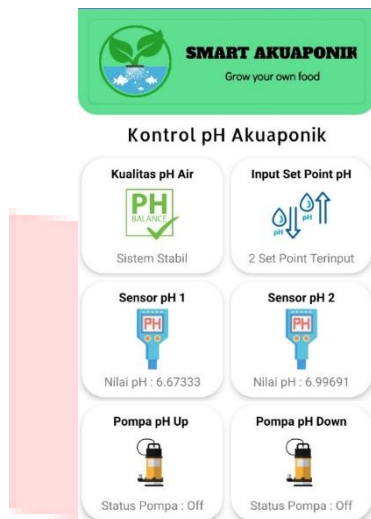 SMART AKUAPONIK
Grow your own food
Kontrol pH Akuaponik
Kualitas pH Air
PH
BALANCE
Sistem Stabil
Input Set Point pH
pH
pH
2 Set Point Terinput
Sensor pH 1
PH
Nilai pH : 6.67333
Sensor pH 2
PH
Nilai pH : 6.99691
Pompa pH Up
Status Pompa : Off
Pompa pH Down
Status Pompa : Off